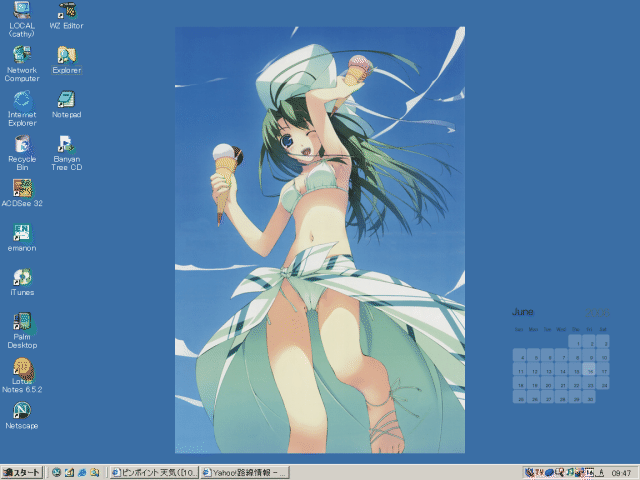 LOCAL
(cathy)
WZ Editor
Network
Computer
Explorer
Internet
Explorer
Notepad
Recycle
Bin
Banyan
Tree CD
ACDSee 32
emanon
iTunes
Palm
Desktop
Lotus
Notes 6.5.2
Netscape
June
Sun Mon Tue Wed Thu Fri Sat
1 2 3
4 5 6 7 8 9 10
11 12 13 14 15 16 17
18 19 20 21 22 23 24
25 26 27 28 29 30
スタート
ピンポイント天気([10...
Yahoo!路線情報 - ...
A
09:47